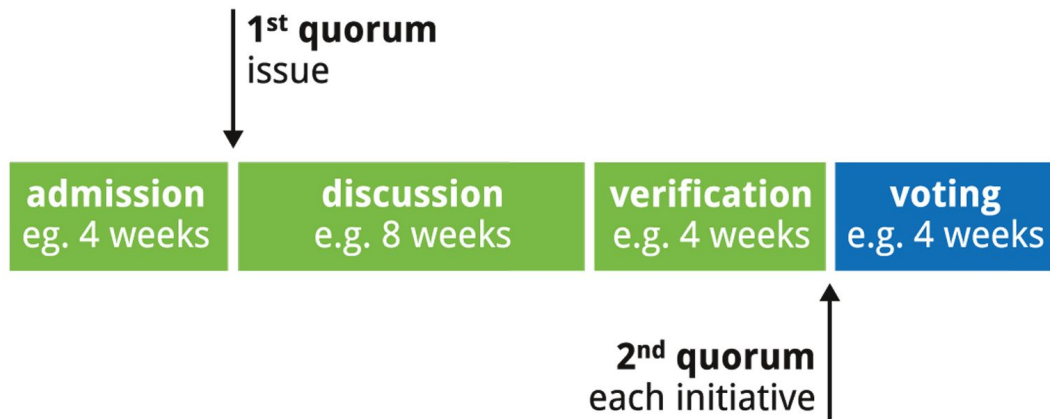 1st quorum
issue
admission
eg. 4 weeks
discussion
e.g. 8 weeks
verification
e.g. 4 weeks
voting
e.g. 4 weeks
2nd quorum
each initiative